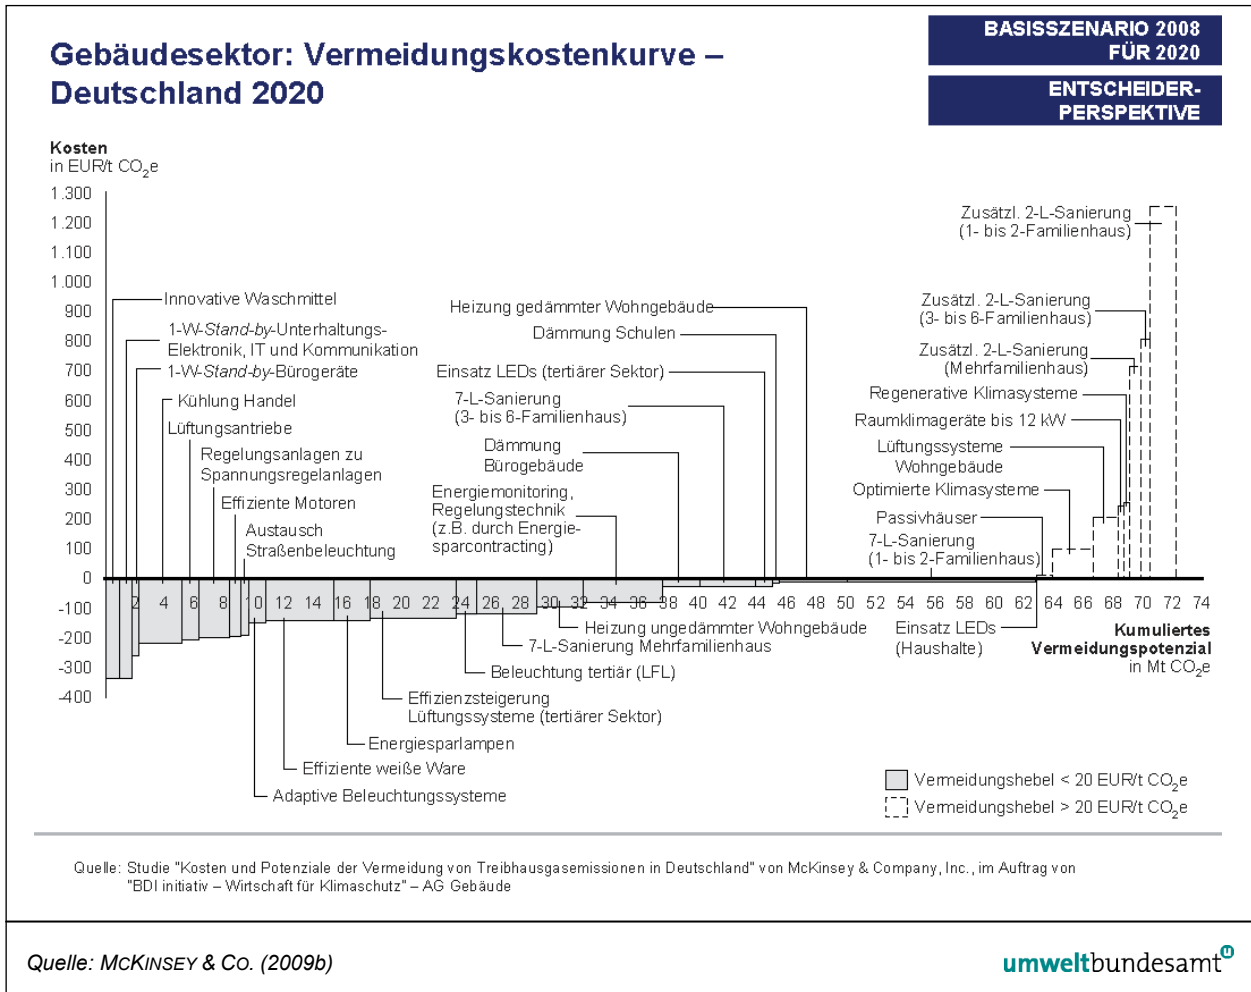 BASISSZENARIO 2008
FÜR 2020
ENTSCHEIDER-
PERSPEKTIVE
Gebäudesektor: Vermeidungskostenkurve –
Deutschland 2020
Kosten
in EUR/t CO₂e
1.300
1.200
1.100
1.000
900
800
700
600
500
400
300
200
100
0
-100
-200
-300
-400
Innovative Waschmittel
1-W-Stand-by-Unterhaltungs-
Elektronik, IT und Kommunikation
1-W-Stand-by-Bürogeräte
Kühlung Handel
Lüftungsantriebe
Regelungsanlagen zu
Spannungsregelanlagen
Effiziente Motoren
Austausch
Straßenbeleuchtung
Heizung gedämmter Wohngebäude
Dämmung Schulen
Einsatz LEDs (tertiärer Sektor)
7-L-Sanierung
(3- bis 6-Familienhaus)
Dämmung
Bürogebäude
Energiemonitoring,
Regelungstechnik
(z.B. durch Energie-
sparcontracting)
Zusätzl. 2-L-Sanierung
(1- bis 2-Familienhaus)
Zusätzl. 2-L-Sanierung
(3- bis 6-Familienhaus)
Zusätzl. 2-L-Sanierung
(Mehrfamilienhaus)
Regenerative Klimasysteme
Raumklimageräte bis 12 kW
Lüftungssysteme
Wohngebäude
Optimierte Klimasysteme
Passivhäuser
7-L-Sanierung
(1- bis 2-Familienhaus)
2 4 6 8 10 12 14 16 18 20 22 24 26 28 30 32 34 36 38 40 42 44 46 48 50 52 54 56 58 60 62 64 66 68 70 72 74
Heizung ungedämmter Wohngebäude
7-L-Sanierung Mehrfamilienhaus
Beleuchtung tertiär (LFL)
Effizienzsteigerung
Lüftungssysteme (tertiärer Sektor)
Energiesparlampen
Effiziente weiße Ware
Adaptive Beleuchtungssysteme
Einsatz LEDs
(Haushalte)
Kumuliertes
Vermeidungspotenzial
in Mt CO₂e
Vermeidungshebel < 20 EUR/t CO₂e
Vermeidungshebel > 20 EUR/t CO₂e
Quelle: Studie "Kosten und Potenziale der Vermeidung von Treibhausgasemissionen in Deutschland" von McKinsey & Company, Inc., im Auftrag von
"BDI initiativ – Wirtschaft für Klimaschutz" – AG Gebäude
Quelle: MCKINSEY & CO. (2009b)
umweltbundesamt u